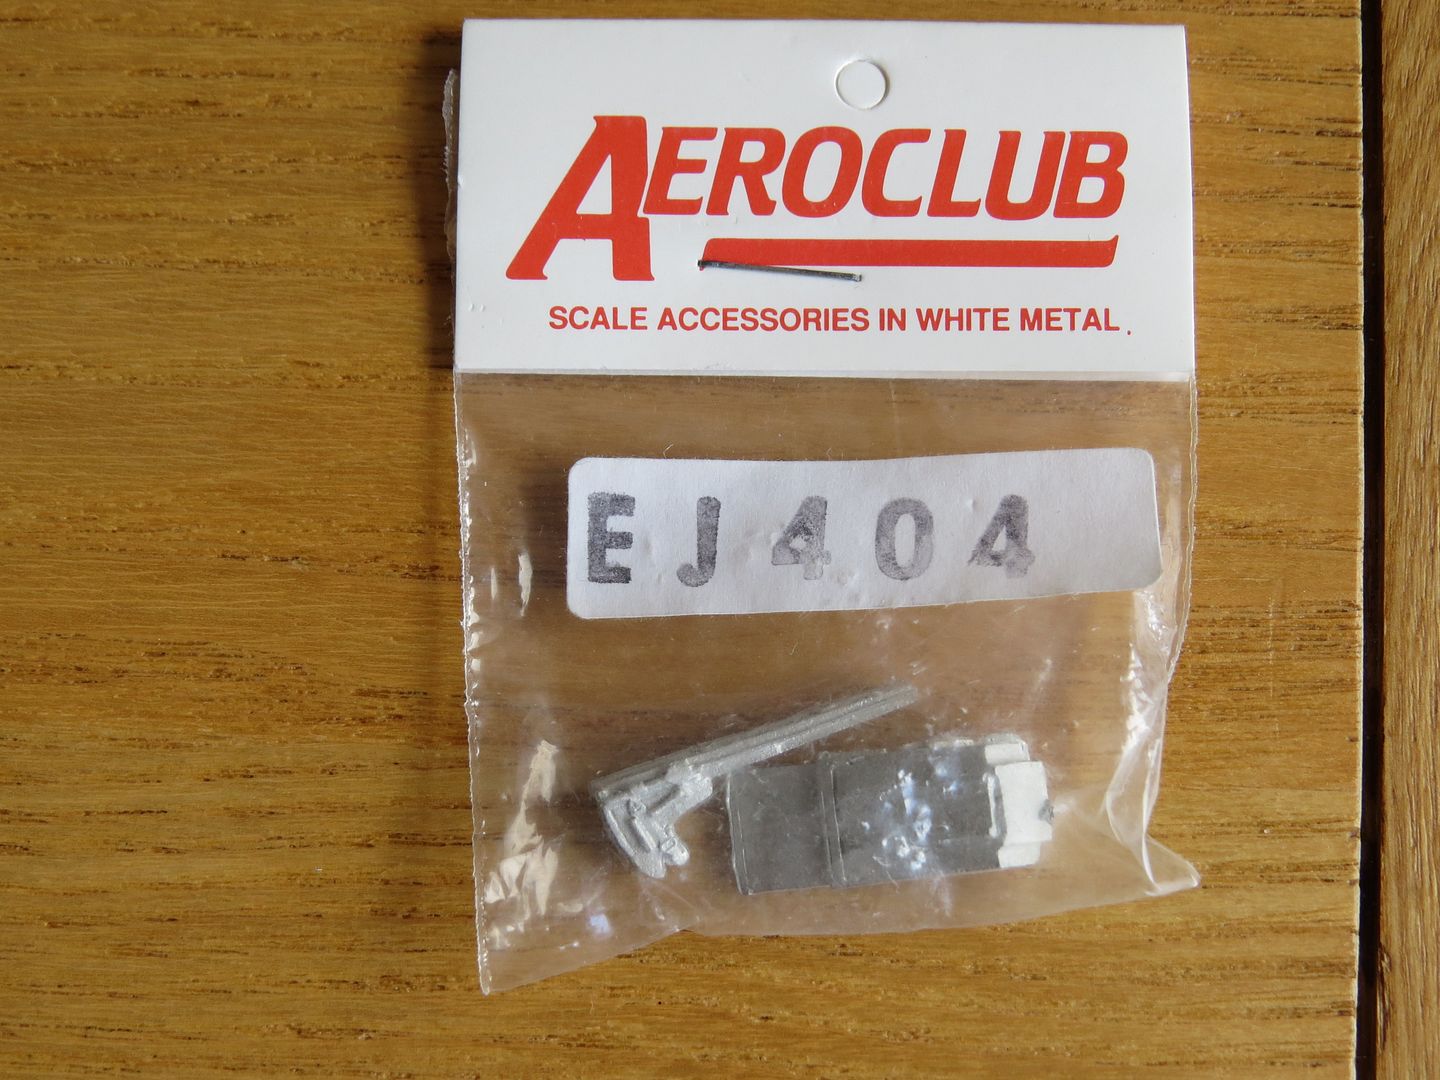 AEROCLUB
SCALE ACCESSORIES IN WHITE METAL.
EJ404